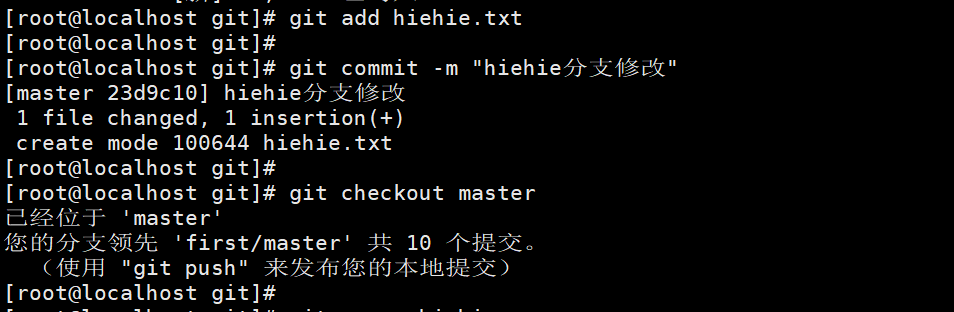 [root@localhost git]# git add hiehie.txt
[root@localhost git]#
[root@localhost git]# git commit -m "hiehie分支修改"
[master 23d9c10] hiehie分支修改
 1 file changed, 1 insertion(+)
 create mode 100644 hiehie.txt
[root@localhost git]#
[root@localhost git]# git checkout master
已经位于 'master'
您的分支领先 'first/master' 共 10 个提交。
  （使用 "git push" 来发布您的本地提交）
[root@localhost git]#